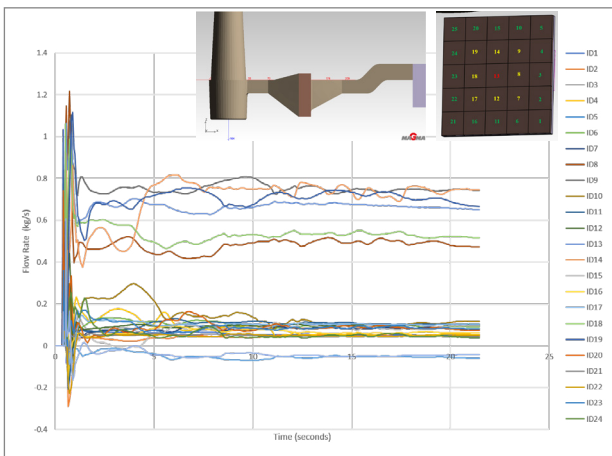 1.4
1.2
1
0.8
0.6
0.4
0.2
0
-0.2
-0.4
0 5 10 15 20 25
Flow Rate (kg/s)
Time (seconds)
MAGMA
25 20 15 10 5
24 19 14 9 4
23 18 13 8 3
22 17 12 7 2
21 16 11 6 1
ID1
ID2
ID3
ID4
ID5
ID6
ID7
ID8
ID9
ID10
ID11
ID12
ID13
ID14
ID15
ID16
ID17
ID18
ID19
ID20
ID21
ID22
ID23
ID24